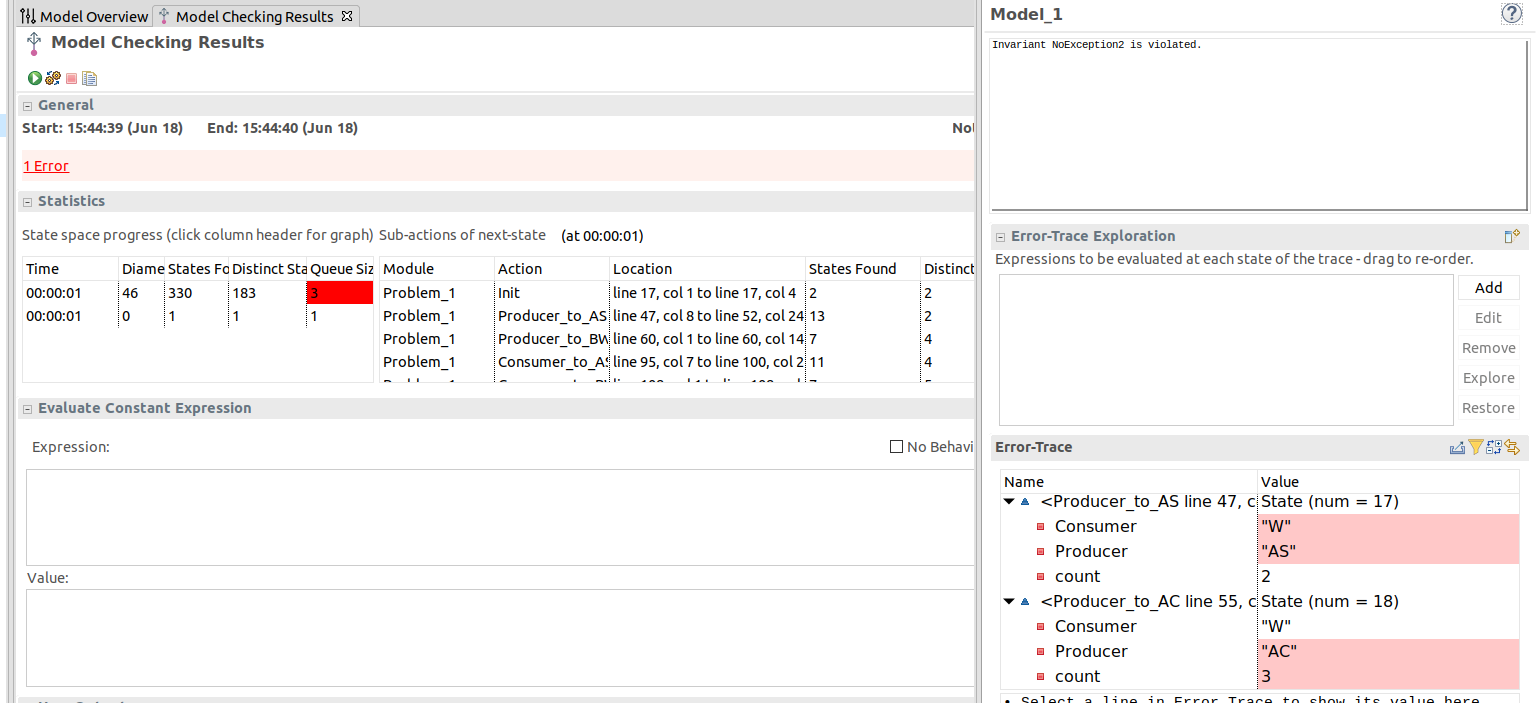 Model Overview Model Checking Results
Model Checking Results
General
Start: 15:44:39 (Jun 18) End: 15:44:40 (Jun 18) Not
1 Error
Statistics
State space progress (click column header for graph) Sub-actions of next-state (at 00:00:01)
Time Diame States Fo Distinct Sta Queue Siz Module Action Location States Found Distinct
00:00:01 46 330 183 3 Problem_1 Init line 17, col 1 to line 17, col 4 2 2
00:00:01 0 1 1 1 Problem_1 Producer_to_AS line 47, col 8 to line 52, col 24 13 2
Problem_1 Producer_to_BW line 60, col 1 to line 60, col 14 7 4
Problem_1 Consumer_to_AS line 95, col 7 to line 100, col 2 11 4
Evaluate Constant Expression
Expression: No Behavi
Value:
Model_1
Invariant NoException2 is violated.
Error-Trace Exploration
Expressions to be evaluated at each state of the trace - drag to re-order.
Add
Edit
Remove
Explore
Restore
Error-Trace
Name Value
<Producer_to_AS line 47, c State (num = 17)
Consumer "W"
Producer "AS"
count 2
<Producer_to_AC line 55, c State (num = 18)
Consumer "W"
Producer "AC"
count 3
• Select a line in Error Trace to show its value here